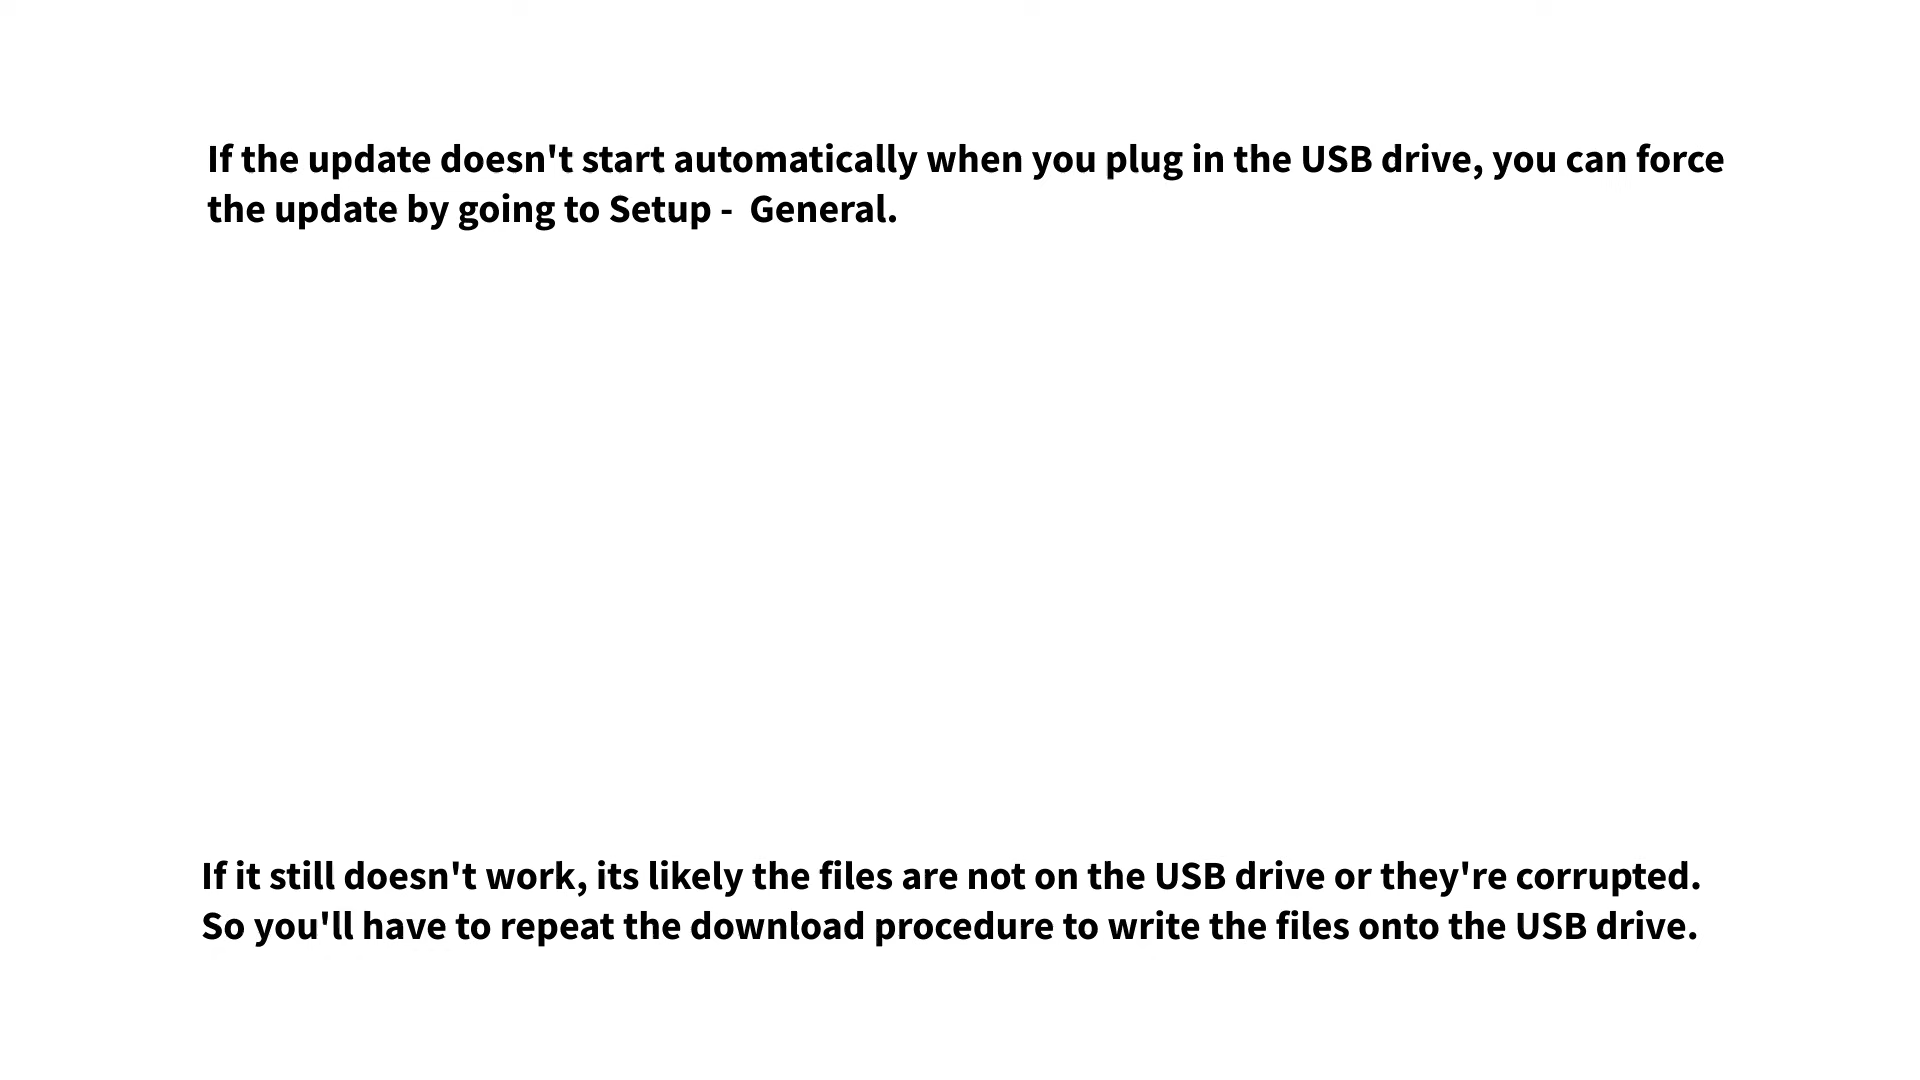 If the update doesn't start automatically when you plug in the USB drive, you can force
the update by going to Setup -  General.
If it still doesn't work, its likely the files are not on the USB drive or they're corrupted.
So you'll have to repeat the download procedure to write the files onto the USB drive.